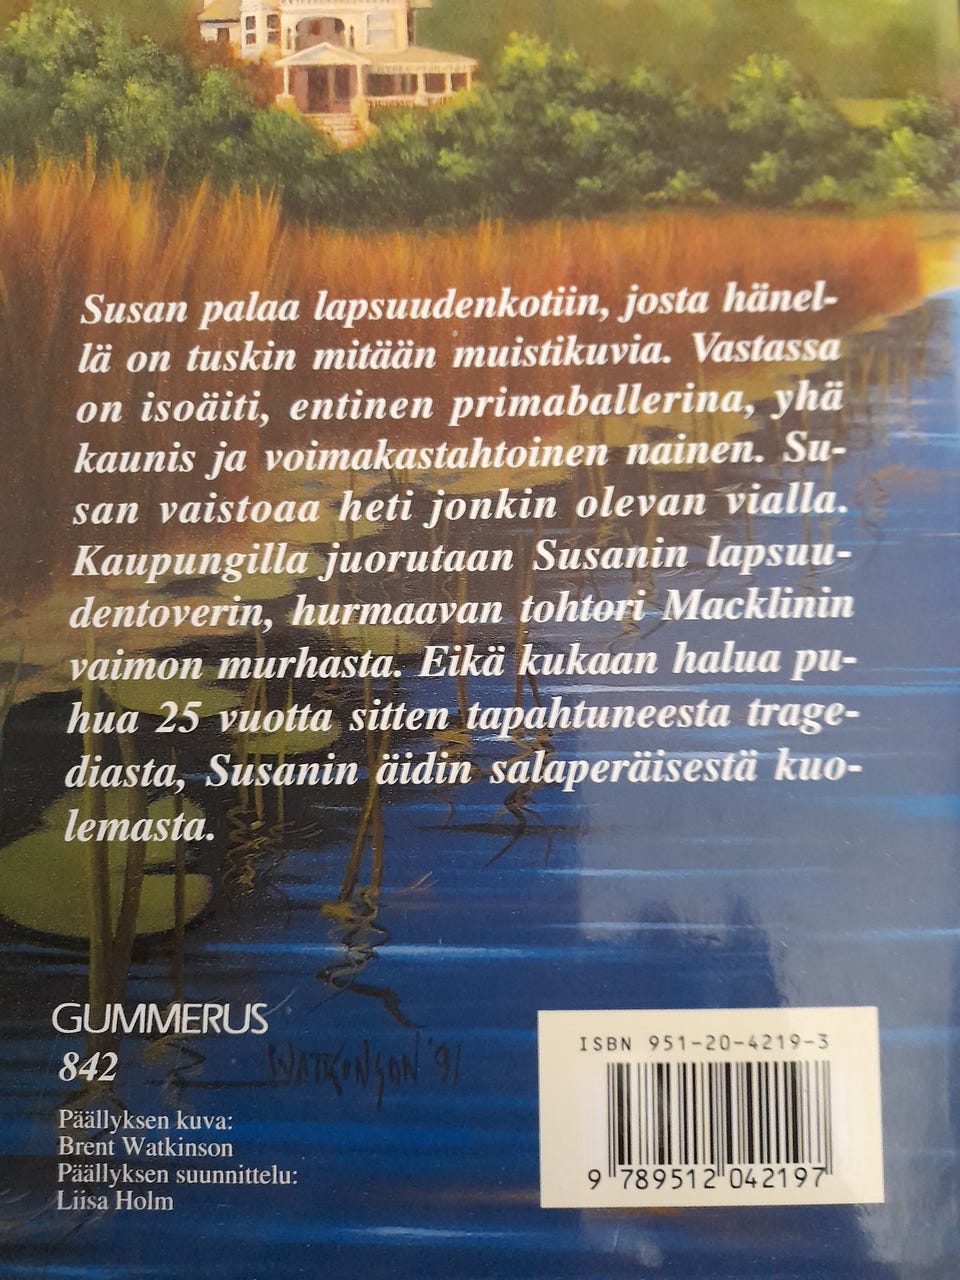 Susan palaa lapsuudenkotiin, josta hänel-
lä on tuskin mitään muistikuvia. Vastassa
on isoäiti, entinen primaballerina, yhä
kaunis ja voimakastahtoinen nainen. Su-
san vaistoaa heti jonkin olevan vialla.
Kaupungilla juorutaan Susanin lapsuu-
dentoverin, hurmaavan tohtori Macklinin
vaimon murhasta. Eikä kukaan halua pu-
hua 25 vuotta sitten tapahtuneesta trage-
diasta, Susanin äidin salaperäisestä kuo-
lemasta.
GUMMERUS
842
WATKINSON '91
Päällyksen kuva:
Brent Watkinson
Päällyksen suunnittelu:
Liisa Holm
ISBN 951-20-4219-3
9 789512 042197